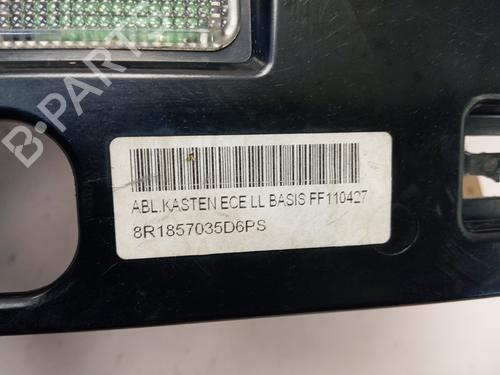 B-PARTS
ABL.KASTEN ECE LL BASIS FF110427
8R1857035D6PS